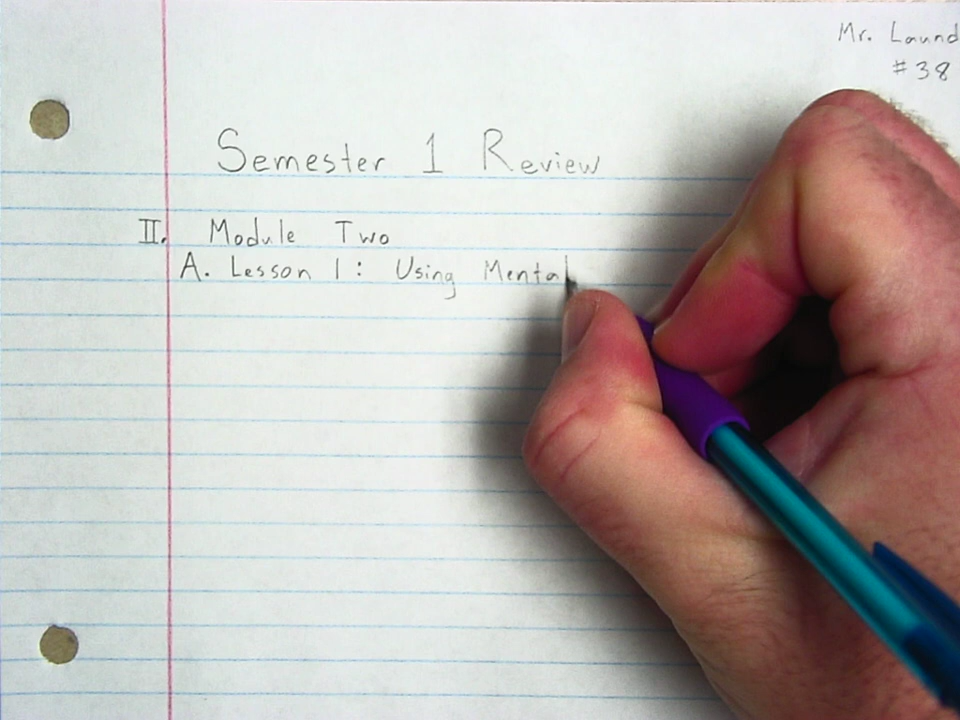 Mr. Laund
#38
Semester 1 Review
II. Module Two
A. Lesson 1: Using Mental